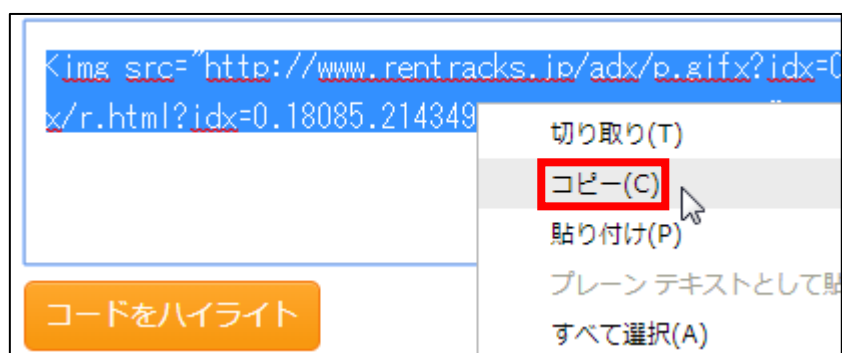 <img src="http://www.rentracks.jp/adx/p.gifx?idx=0
x/r.html?idx=0.18085.214349
切り取り(T)
コピー(C)
貼り付け(P)
プレーン テキストとして貼
すべて選択(A)
コードをハイライト